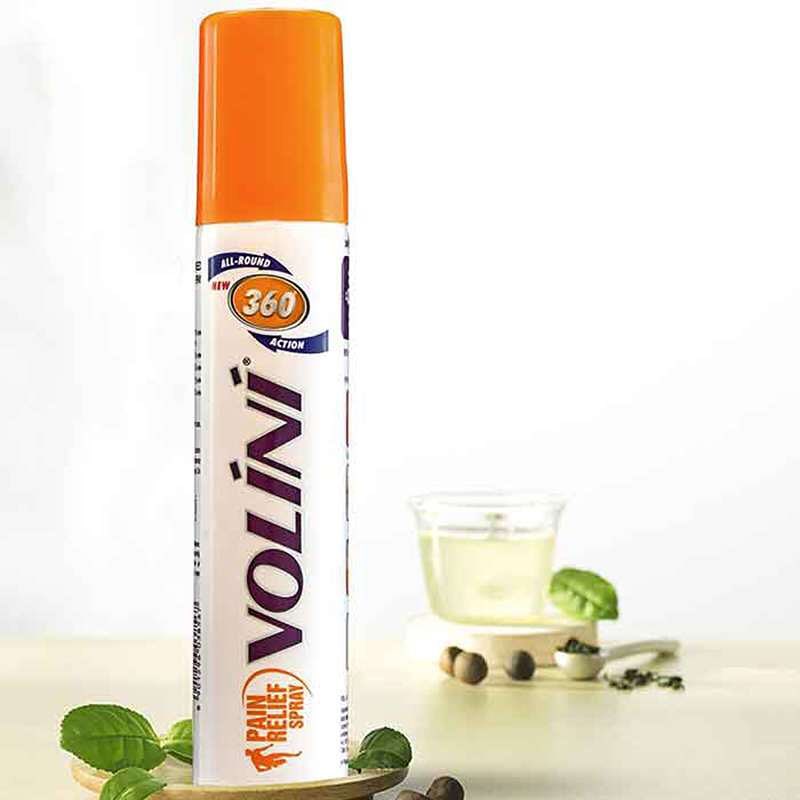 ALL-ROUND
NEW
360
ACTION
VOLINI®
PAIN
RELIEF
SPRAY